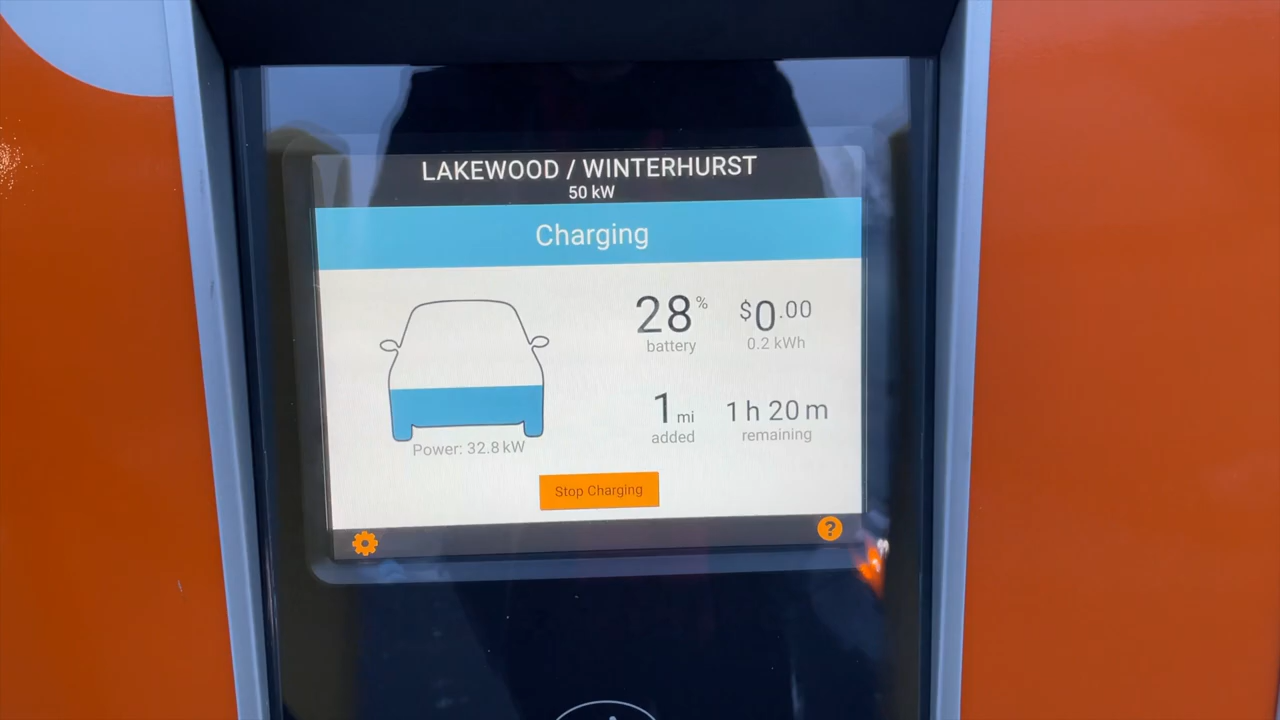 LAKEWOOD / WINTERHURST
50 kW
Charging
28 %
battery
$0.00
0.2 kWh
1 mi
added
1 h 20 m
remaining
Power: 32.8 kW
Stop Charging
?